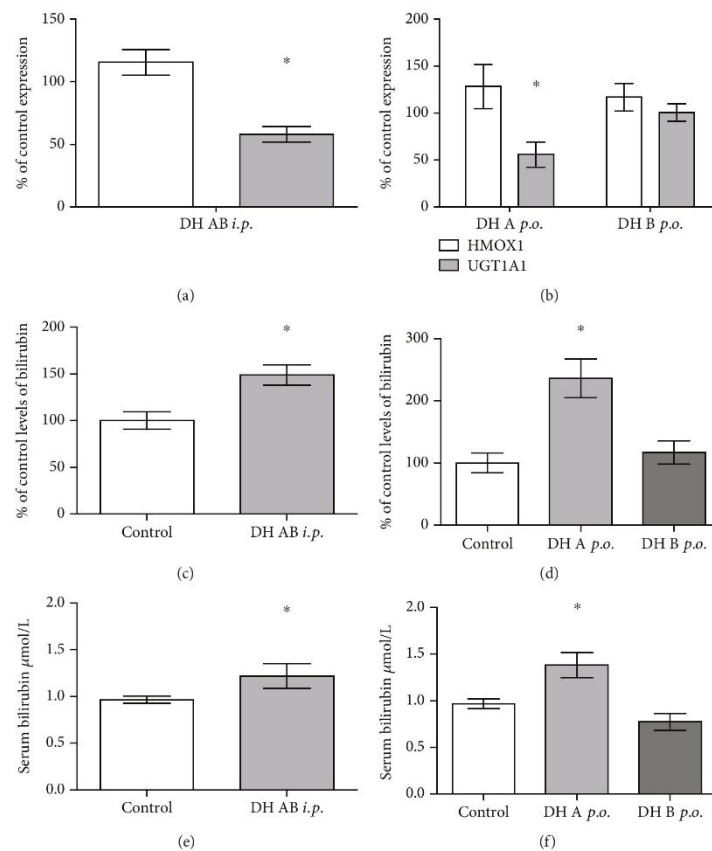 % of control expression
150
100
50
0
*
DH AB i.p.
(a)
% of control expression
200
150
100
50
0
*
DH A p.o.
DH B p.o.
HMOX1
UGT1A1
(b)
% of control levels of bilirubin
200
150
100
50
0
*
Control
DH AB i.p.
(c)
% of control levels of bilirubin
300
200
100
0
*
Control
DH A p.o.
DH B p.o.
(d)
Serum bilirubin μmol/L
2.0
1.5
1.0
0.5
0.0
*
Control
DH AB i.p.
(e)
Serum bilirubin μmol/L
2.0
1.5
1.0
0.5
0.0
*
Control
DH A p.o.
DH B p.o.
(f)